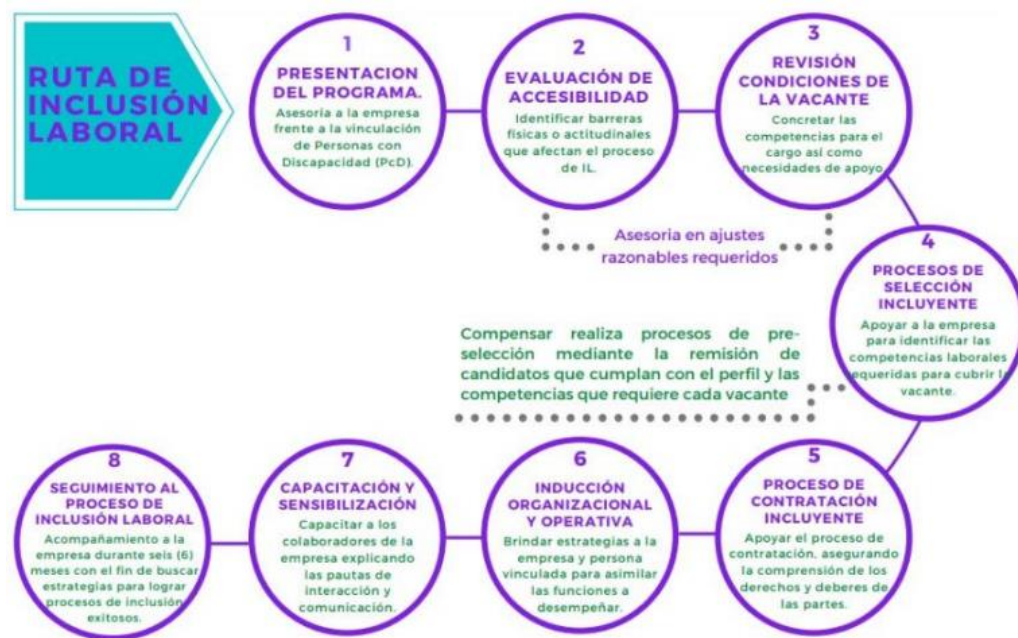 RUTA DE
INCLUSIÓN
LABORAL
1
PRESENTACION
DEL PROGRAMA.
Asesoría a la empresa
frente a la vinculación
de Personas con
Discapacidad (PcD).
2
EVALUACIÓN DE
ACCESIBILIDAD
Identificar barreras
físicas o actitudinales
que afectan el proceso
de IL.
3
REVISIÓN
CONDICIONES DE
LA VACANTE
Concretar las
competencias para el
cargo así como
necesidades de apoyo.
Asesoria en ajustes
razonables requeridos
4
PROCESOS DE
SELECCIÓN
INCLUYENTE
Apoyar a la empresa
para identificar las
competencias laborales
requeridas para cubrir la
vacante.
Compensar realiza procesos de pre-
selección mediante la remisión de
candidatos que cumplan con el perfil y las
competencias que requiere cada vacante
5
PROCESO DE
CONTRATACIÓN
INCLUYENTE
Apoyar el proceso de
contratación, asegurando
la comprensión de los
derechos y deberes de
las partes.
6
INDUCCIÓN
ORGANIZACIONAL
Y OPERATIVA
Brindar estrategias a la
empresa y persona
vinculada para asimilar
las funciones a
desempeñar.
7
CAPACITACIÓN Y
SENSIBILIZACIÓN
Capacitar a los
colaboradores de la
empresa explicando
las pautas de
interacción y
comunicación.
8
SEGUIMIENTO AL
PROCESO DE
INCLUSIÓN LABORAL
Acompañamiento a la
empresa durante seis (6)
meses con el fin de buscar
estrategias para lograr
procesos de inclusión
exitosos.